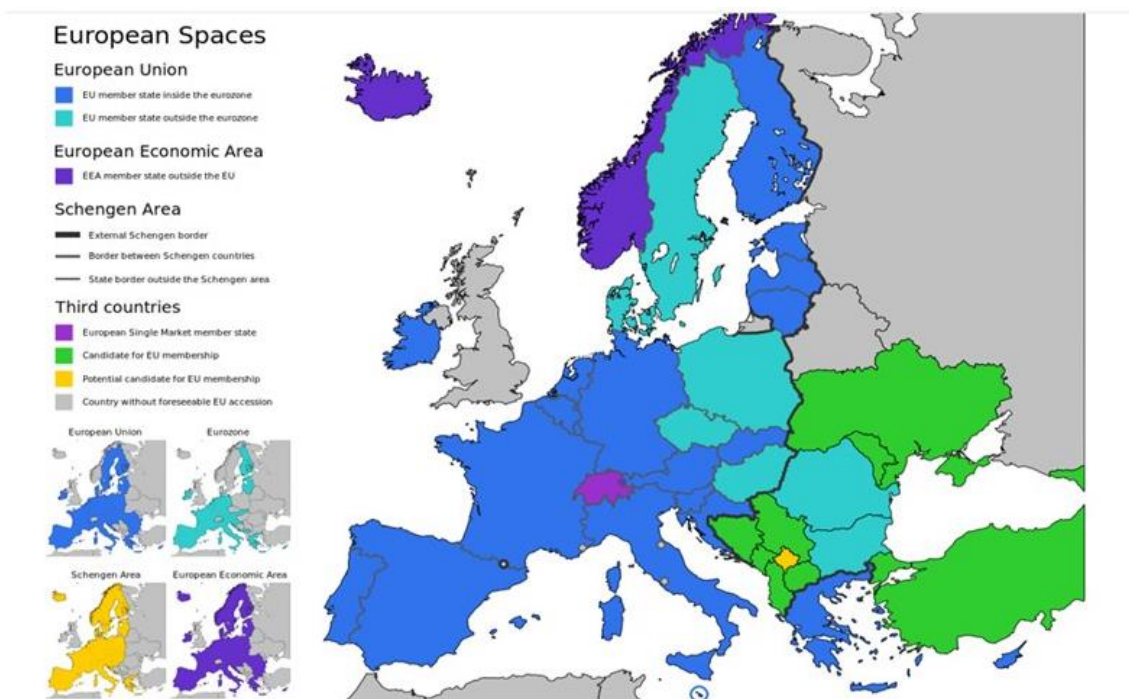 European Spaces
European Union
EU member state inside the eurozone
EU member state outside the eurozone
European Economic Area
EEA member state outside the EU
Schengen Area
External Schengen border
Border between Schengen countries
State border outside the Schengen area
Third countries
European Single Market member state
Candidate for EU membership
Potential candidate for EU membership
Country without foreseeable EU accession
European Union
Eurozone
Schengen Area
European Economic Area